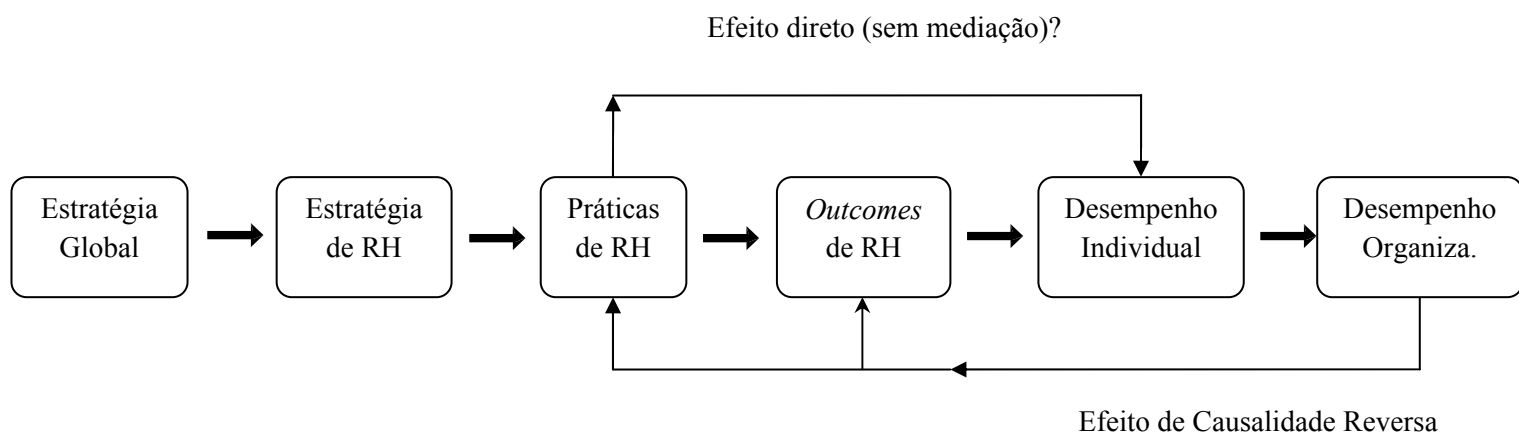 Efeito direto (sem mediação)?
Estratégia
Global
Estratégia
de RH
Práticas
de RH
Outcomes
de RH
Desempenho
Individual
Desempenho
Organiza.
Efeito de Causalidade Reversa